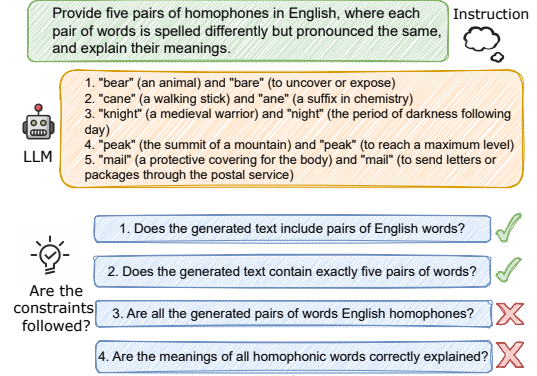 Provide five pairs of homophones in English, where each
pair of words is spelled differently but pronounced the same,
and explain their meanings.
Instruction
1. "bear" (an animal) and "bare" (to uncover or expose)
2. "cane" (a walking stick) and "ane" (a suffix in chemistry)
3. "knight" (a medieval warrior) and "night" (the period of darkness following
day)
4. "peak" (the summit of a mountain) and "peak" (to reach a maximum level)
5. "mail" (a protective covering for the body) and "mail" (to send letters or
packages through the postal service)
LLM
1. Does the generated text include pairs of English words?
2. Does the generated text contain exactly five pairs of words?
3. Are all the generated pairs of words English homophones?
4. Are the meanings of all homophonic words correctly explained?
Are the
constraints
followed?